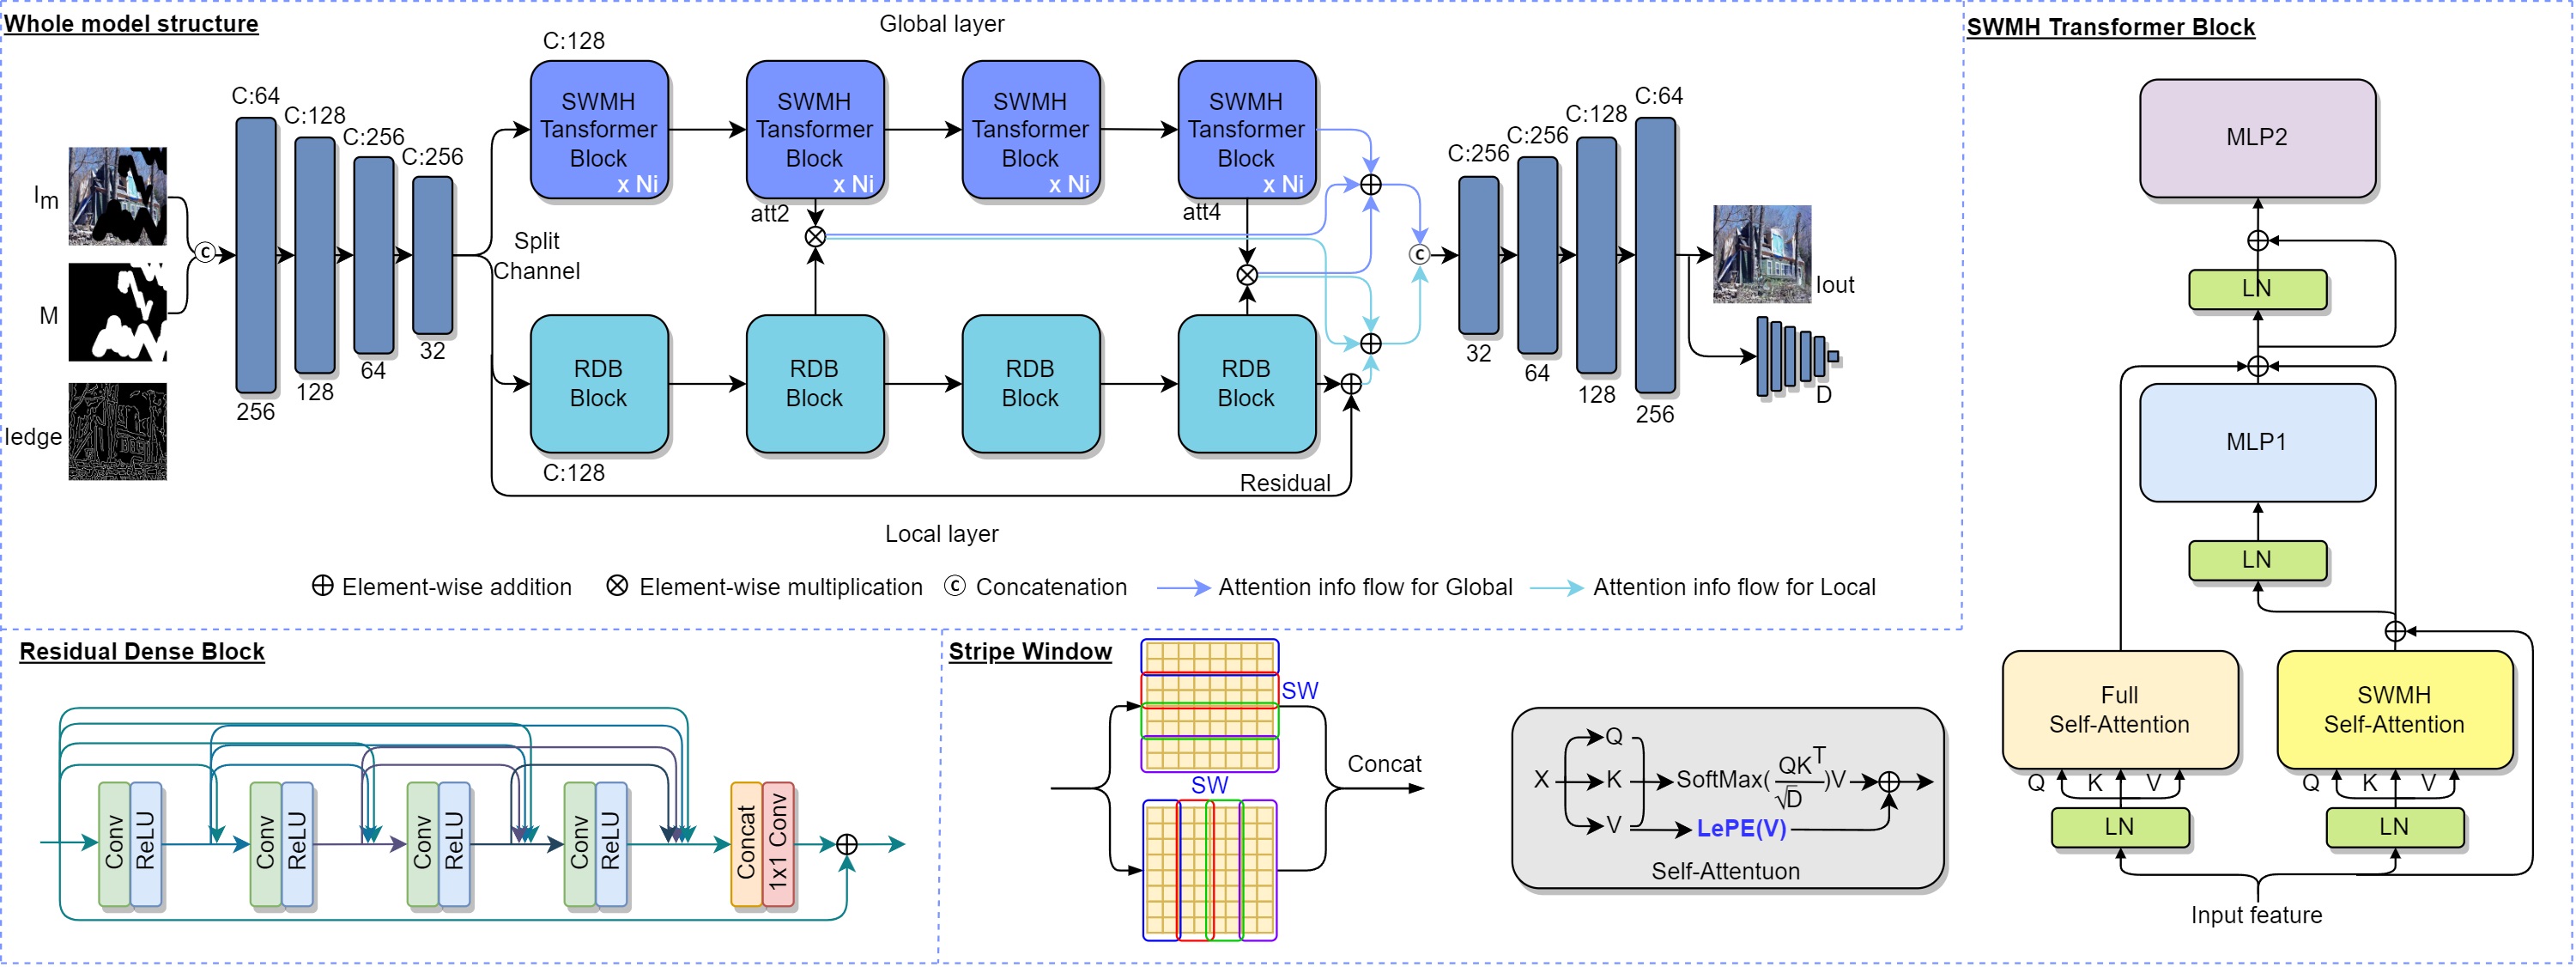 Whole model structure
Global layer
SWMH Transformer Block
C:128
C:64
C:128
C:256
C:256
Im
M
Iedge
c
256
128
64
32
Split
Channel
SWMH
Tansformer
Block
x Ni
SWMH
Tansformer
Block
x Ni
SWMH
Tansformer
Block
x Ni
SWMH
Tansformer
Block
x Ni
att2
att4
RDB
Block
RDB
Block
RDB
Block
RDB
Block
C:128
Residual
Local layer
c
C:256
C:256
C:128
C:64
32
64
128
256
Iout
D
Element-wise addition
Element-wise multiplication
c Concatenation
Attention info flow for Global
Attention info flow for Local
Residual Dense Block
Conv
ReLU
Conv
ReLU
Conv
ReLU
Conv
ReLU
Concat
1x1 Conv
Stripe Window
SW
SW
Concat
X
Q
K
V
SoftMax(QK^T/√D)V
LePE(V)
Self-Attentuon
MLP2
LN
MLP1
LN
Full
Self-Attention
SWMH
Self-Attention
Q K V
Q K V
LN
LN
Input feature